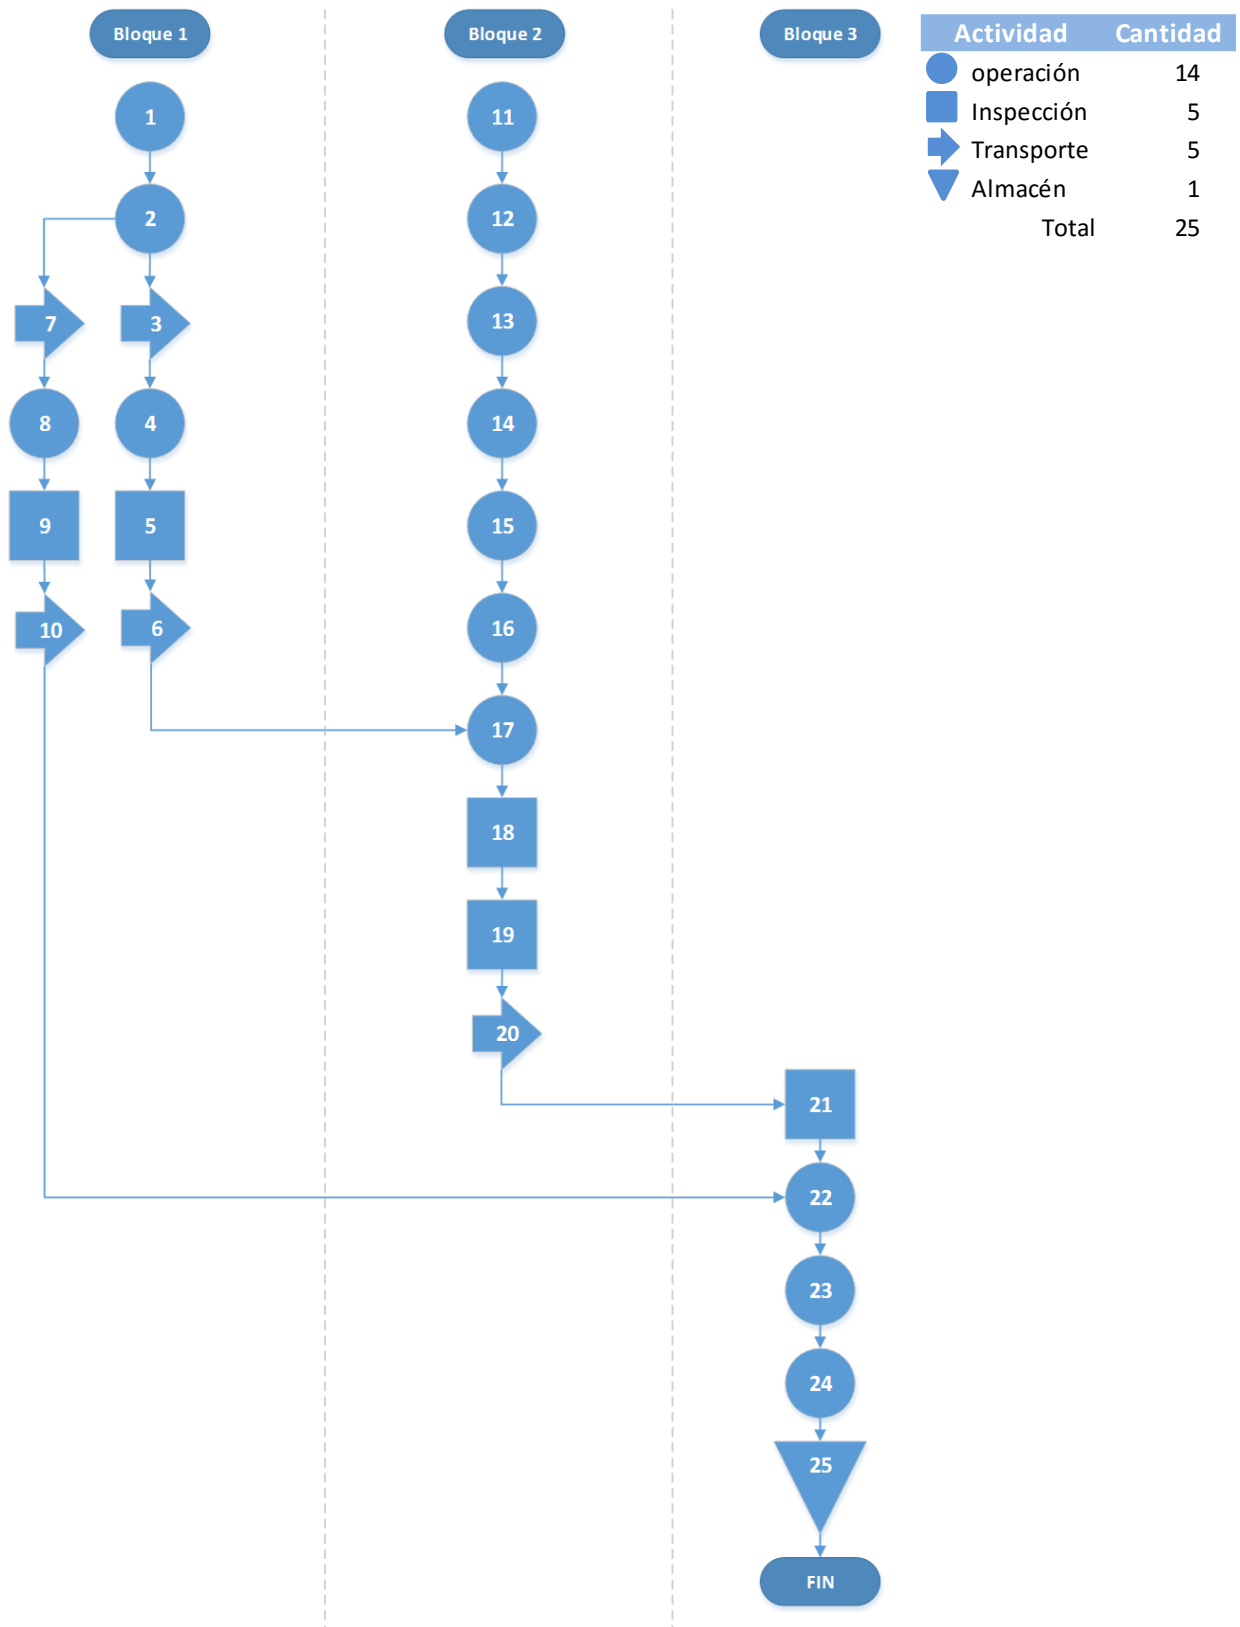 Bloque 1
Bloque 2
Bloque 3
Actividad Cantidad
operación 14
Inspección 5
Transporte 5
Almacén 1
Total 25
1 11
2 12
7 3 13
8 4 14
9 5 15
10 6 16
17
18
19
20
21
22
23
24
25
FIN